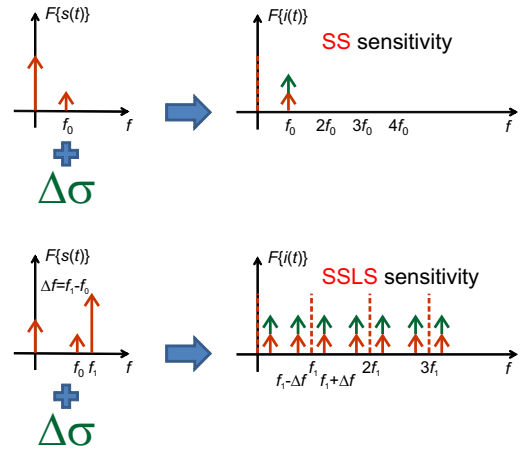 F{s(t)}
f₀
f
Δσ
F{i(t)}
SS sensitivity
f₀
2f₀
3f₀
4f₀
f
F{s(t)}
Δf=f₁-f₀
f₀
f₁
f
Δσ
F{i(t)}
SSLS sensitivity
f₁-Δf
f₁
f₁+Δf
2f₁
3f₁
f